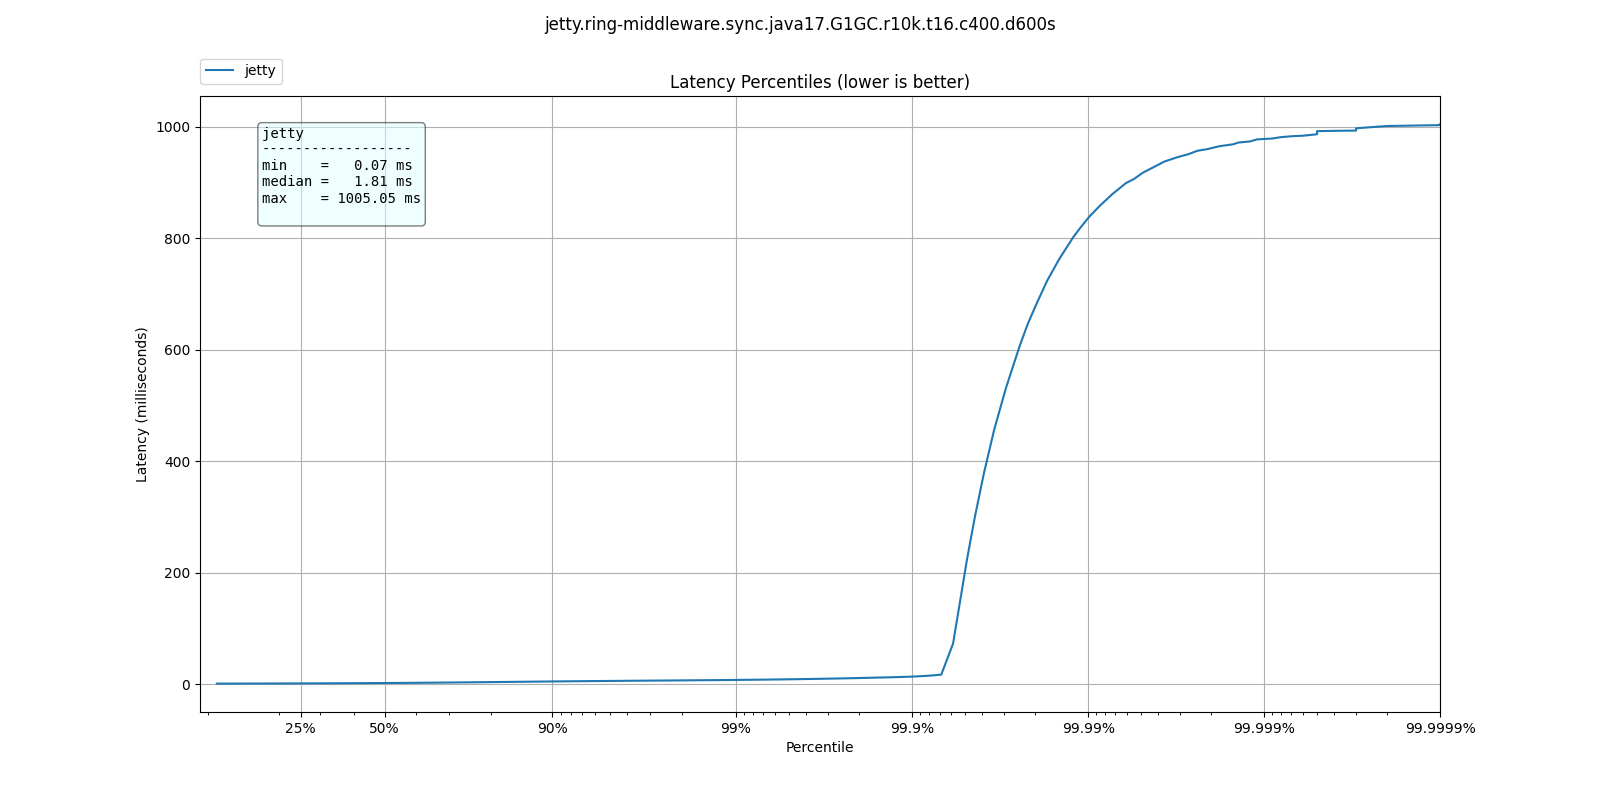 jetty.ring-middleware.sync.java17.G1GC.r10k.t16.c400.d600s
jetty
Latency Percentiles (lower is better)
jetty
------------------
min    =   0.07 ms
median =   1.81 ms
max    = 1005.05 ms
1000
800
600
400
200
0
Latency (milliseconds)
25% 50% 90% 99% 99.9% 99.99% 99.999% 99.9999%
Percentile